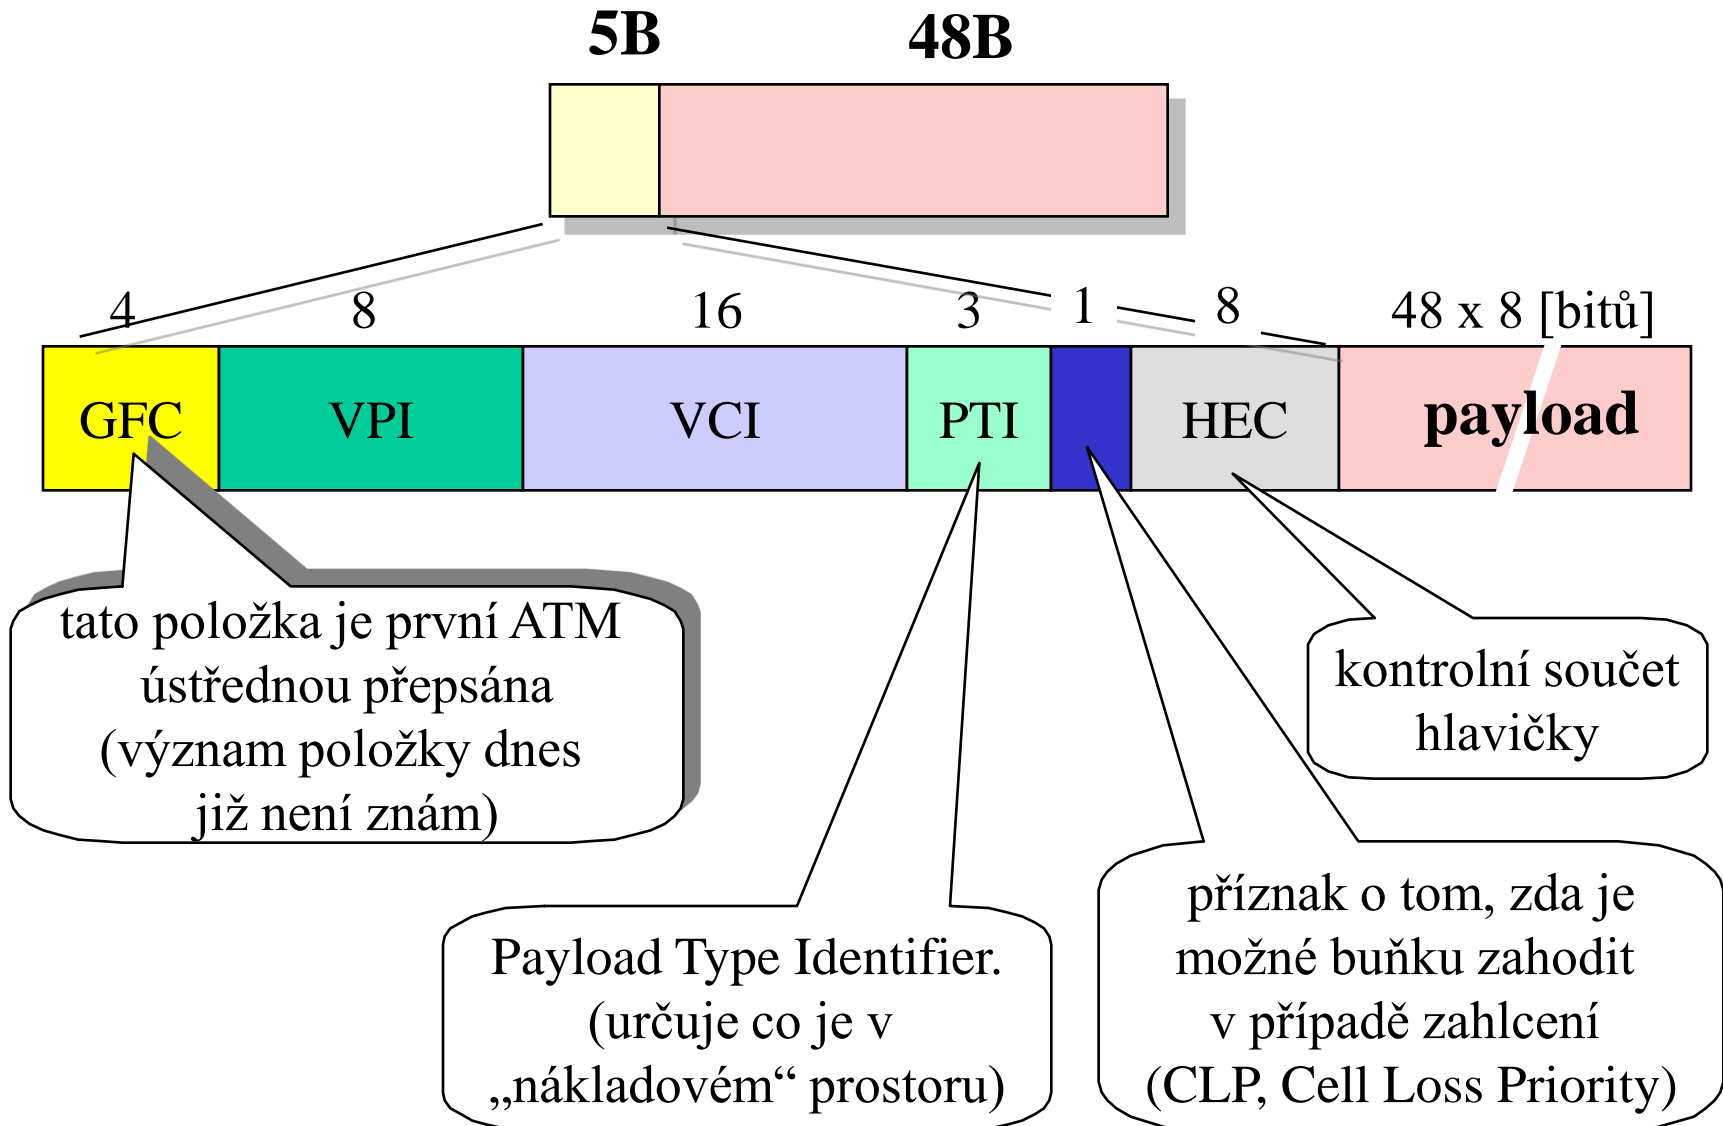 5B 48B
4 8 16 3 1 8 48 x 8 [bitů]
GFC VPI VCI PTI HEC payload
tato položka je první ATM
ústřednou přepsána
(význam položky dnes
již není znám)
kontrolní součet
hlavičky
Payload Type Identifier.
(určuje co je v
„nákladovém“ prostoru)
příznak o tom, zda je
možné buňku zahodit
v případě zahlcení
(CLP, Cell Loss Priority)